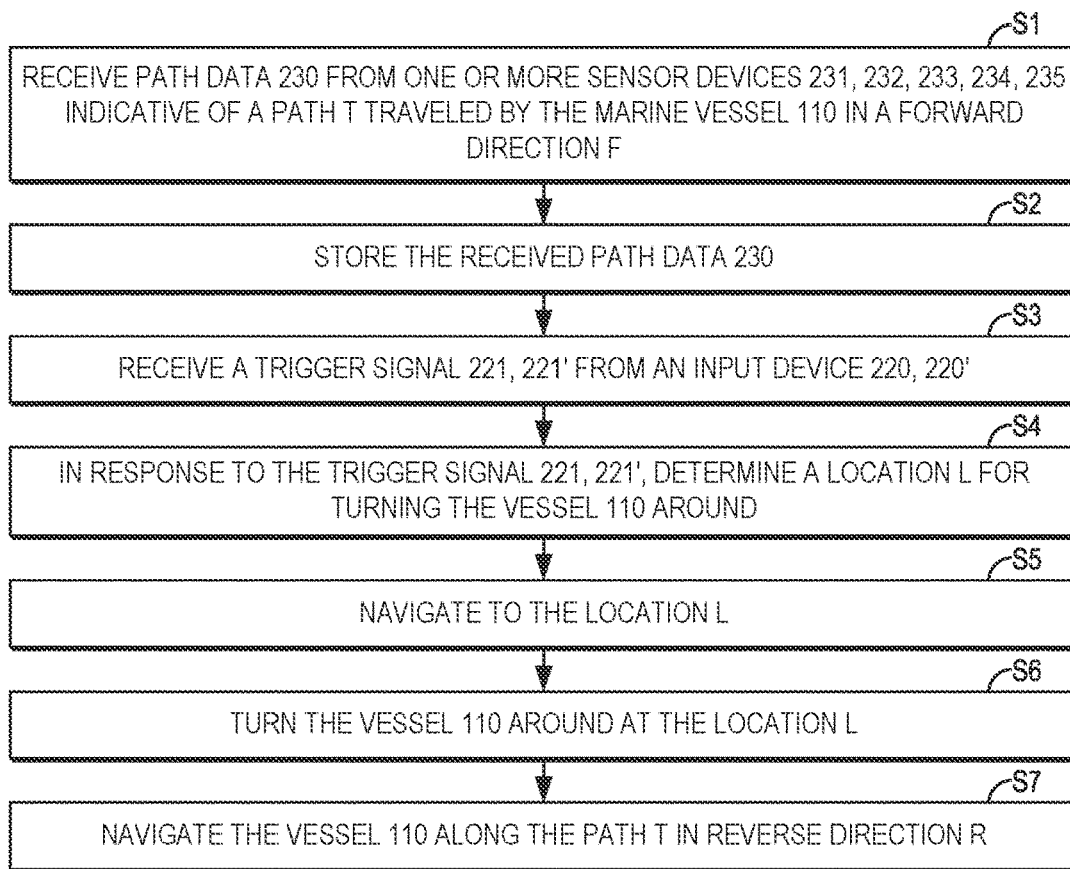 S1
RECEIVE PATH DATA 230 FROM ONE OR MORE SENSOR DEVICES 231, 232, 233, 234, 235
INDICATIVE OF A PATH T TRAVELED BY THE MARINE VESSEL 110 IN A FORWARD
DIRECTION F
S2
STORE THE RECEIVED PATH DATA 230
S3
RECEIVE A TRIGGER SIGNAL 221, 221' FROM AN INPUT DEVICE 220, 220'
S4
IN RESPONSE TO THE TRIGGER SIGNAL 221, 221', DETERMINE A LOCATION L FOR
TURNING THE VESSEL 110 AROUND
S5
NAVIGATE TO THE LOCATION L
S6
TURN THE VESSEL 110 AROUND AT THE LOCATION L
S7
NAVIGATE THE VESSEL 110 ALONG THE PATH T IN REVERSE DIRECTION R